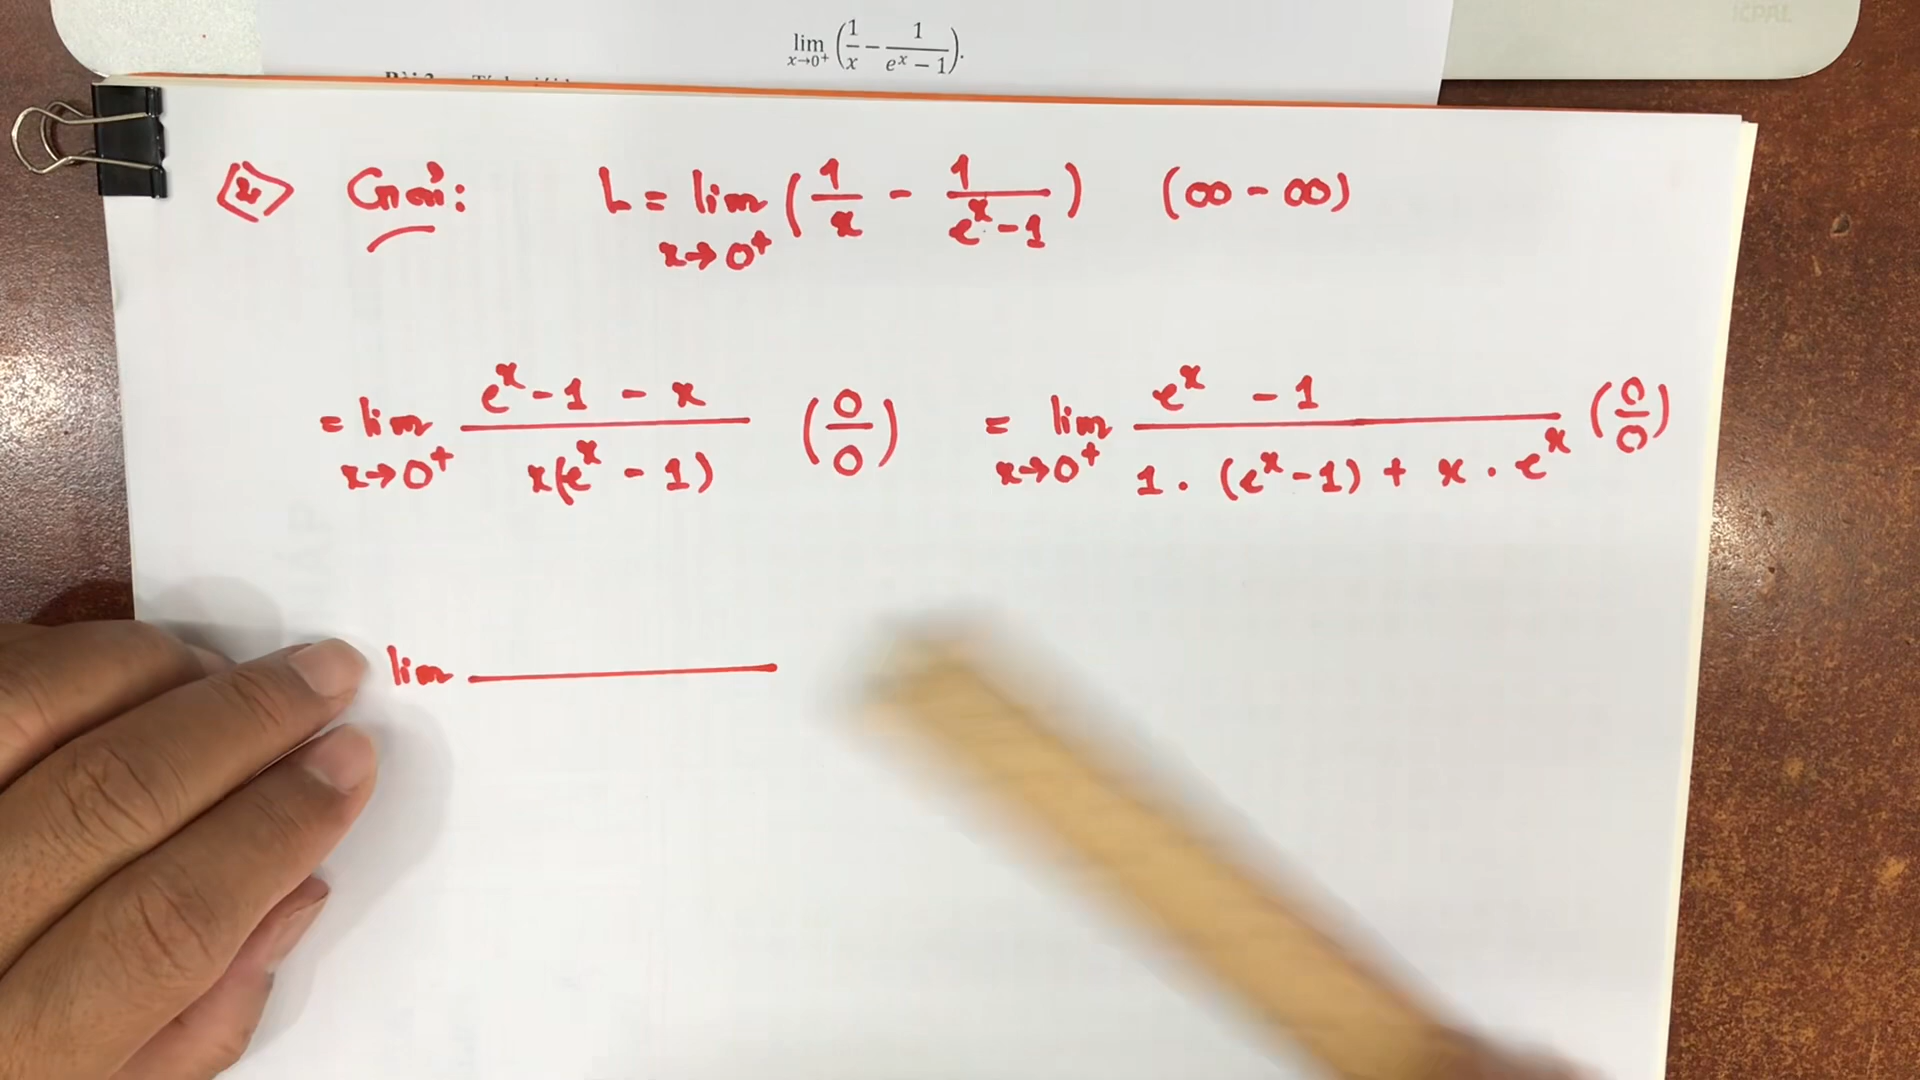 ICPAL
lim x→0⁺ (1/x − 1/(eˣ − 1)).
Giải: L = lim x→0⁺ (1/x − 1/(eˣ − 1)) (∞ − ∞)
= lim x→0⁺ (eˣ − 1 − x)/(x(eˣ − 1)) (0/0) = lim x→0⁺ (eˣ − 1)/(1 · (eˣ − 1) + x · eˣ) (0/0)
lim